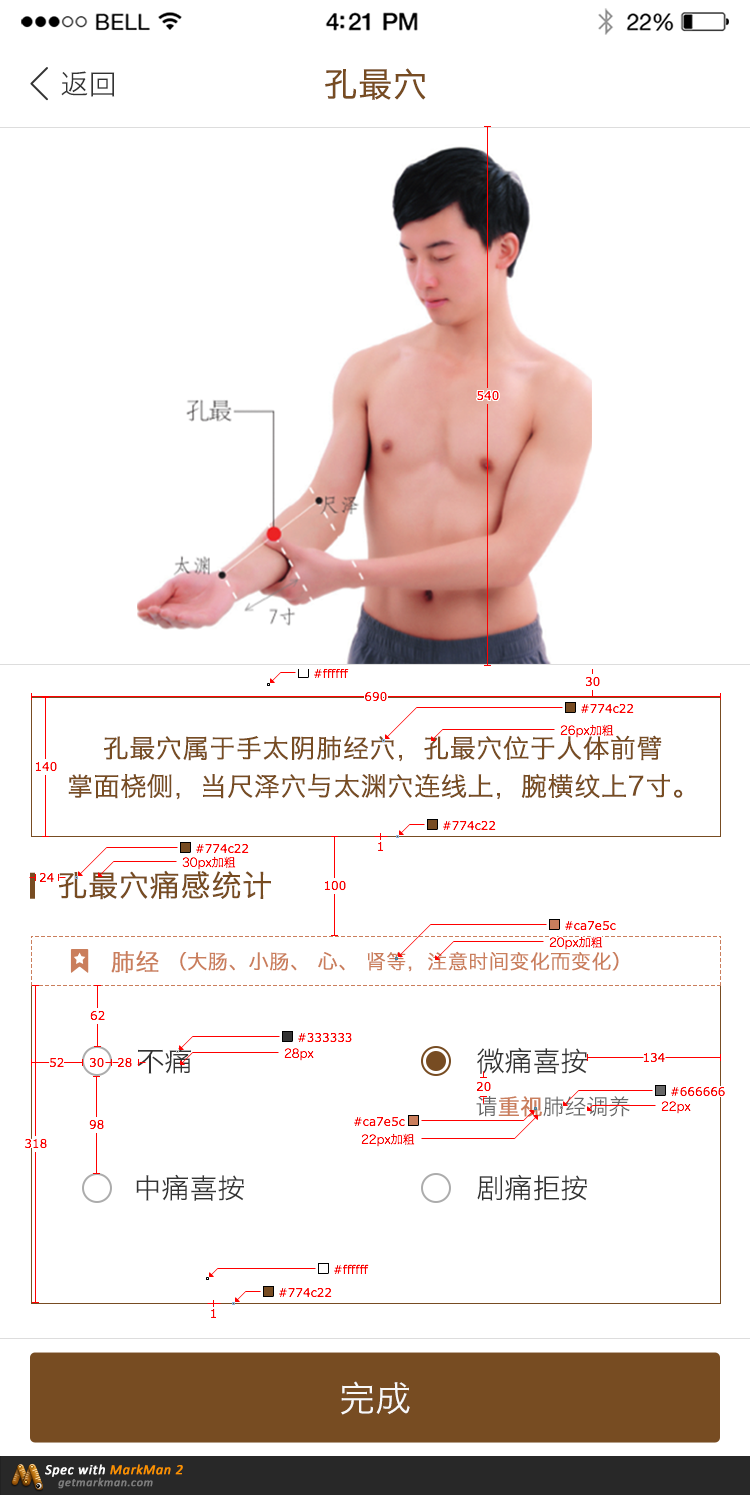 BELL 4:21 PM 22%
返回 孔最穴
540
孔最
尺泽
太渊
7寸
#ffffff
30
690
#774c22
26px加粗
140
孔最穴属于手太阴肺经穴，孔最穴位于人体前臂
掌面桡侧，当尺泽穴与太渊穴连线上，腕横纹上7寸。
#774c22
1
#774c22
30px加粗
24
孔最穴痛感统计
100
#ca7e5c
20px加粗
肺经 （大肠、小肠、 心、 肾等，注意时间变化而变化）
62
#333333
28px
52 30 28 不痛
微痛喜按 134
20
#666666
请重视肺经调养 22px
#ca7e5c
22px加粗
98
318
中痛喜按 剧痛拒按
#ffffff
#774c22
1
完成
Spec with MarkMan 2
getmarkman.com